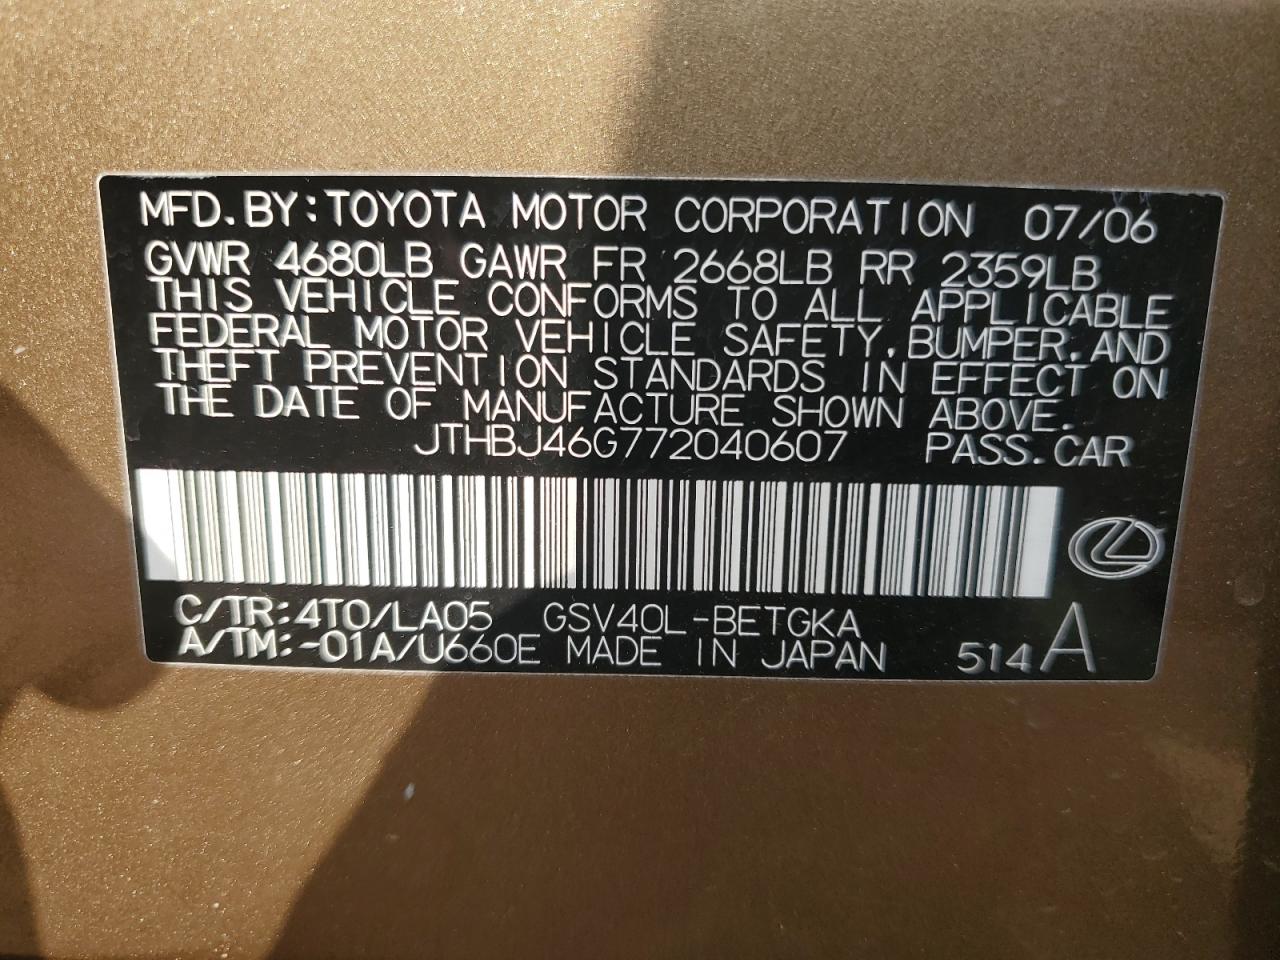 MFD.BY:TOYOTA MOTOR CORPORATION 07/06
GVWR 4680LB GAWR FR 2668LB RR 2359LB
THIS VEHICLE CONFORMS TO ALL APPLICABLE
FEDERAL MOTOR VEHICLE SAFETY,BUMPER,AND
THEFT PREVENTION STANDARDS IN EFFECT ON
THE DATE OF MANUFACTURE SHOWN ABOVE.
JTHBJ46G772040607 PASS.CAR
C/TR:4T0/LA05 GSV40L-BETGKA
A/TM:-01A/U660E MADE IN JAPAN 514A